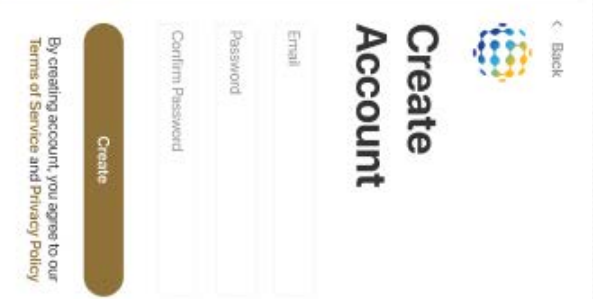 Back
Create
Account
Email
Password
Confirm Password
Create
By creating account, you agree to our
Terms of Service and Privacy Policy